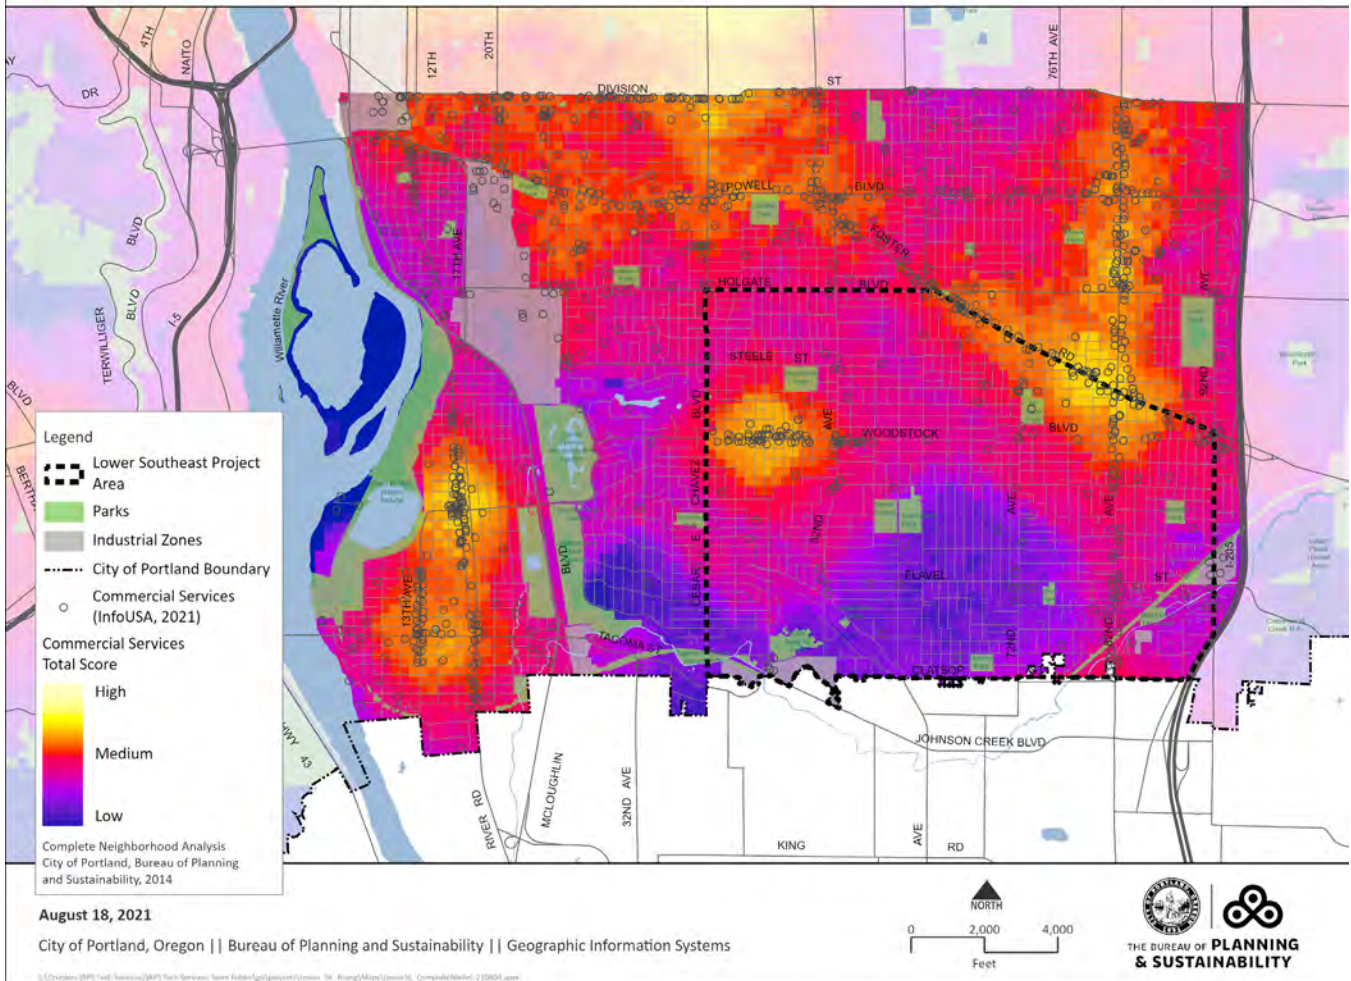 4TH
NAITO
12TH
20TH
76TH AVE
DR
DIVISION
ST
POWELL
BLVD
FOSTER
17TH AVE
HOLGATE
BLVD
Willamette River
BLVD
TERWILLIGER
BLVD
I-5
STEELE
ST
RD
92ND
AVE
BLVD
BLVD
CHAVEZ
E
CESAR
AVE
52ND
WOODSTOCK
BLVD
AVE
72ND
AVE
82ND
FLAVEL
ST
I-205
13TH AVE
BLVD
TACOMA ST
CLATSOP
ST
JOHNSON CREEK BLVD
HWY
43
RIVER RD
MCLOUGHLIN
32ND AVE
KING
AVE
RD
Legend
Lower Southeast Project
Area
Parks
Industrial Zones
City of Portland Boundary
Commercial Services
(InfoUSA, 2021)
Commercial Services
Total Score
High
Medium
Low
Complete Neighborhood Analysis
City of Portland, Bureau of Planning
and Sustainability, 2014
August 18, 2021
City of Portland, Oregon || Bureau of Planning and Sustainability || Geographic Information Systems
NORTH
0 2,000 4,000
Feet
THE BUREAU OF PLANNING
& SUSTAINABILITY